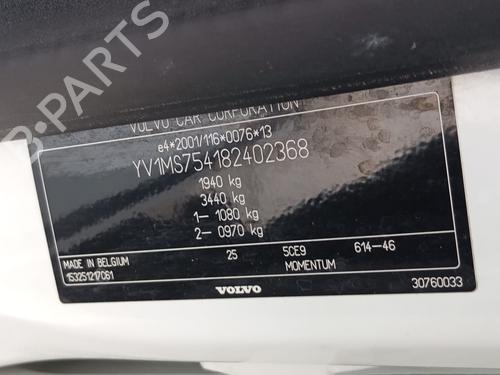 VOLVO CAR CORPORATION
e4*2001/116*0076*13
YV1MS754182402368
1940 kg
3440 kg
1– 1080 kg
2– 0970 kg
MADE IN BELGIUM 25 5CE9 614-46
153251217C61 MOMENTUM
VOLVO 30760033